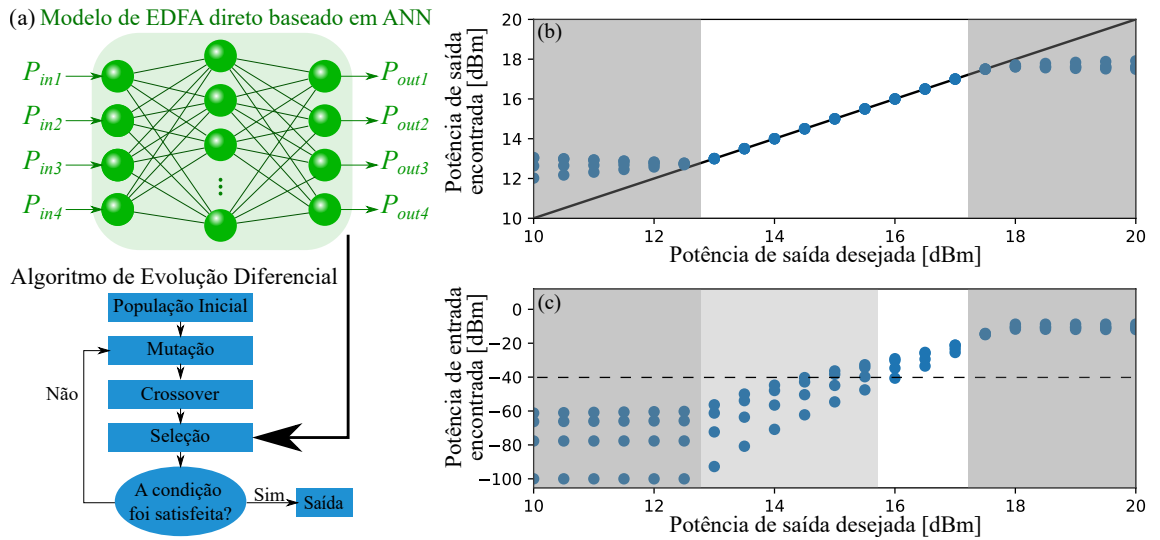 (a) Modelo de EDFA direto baseado em ANN
P_in1
P_in2
P_in3
P_in4
P_out1
P_out2
P_out3
P_out4
Algoritmo de Evolução Diferencial
População Inicial
Mutação
Crossover
Seleção
A condição
foi satisfeita?
Não
Sim
Saída
(b)
Potência de saída
encontrada [dBm]
20
18
16
14
12
10
10 12 14 16 18 20
Potência de saída desejada [dBm]
(c)
Potência de entrada
encontrada [dBm]
0
−20
−40
−60
−80
−100
10 12 14 16 18 20
Potência de saída desejada [dBm]